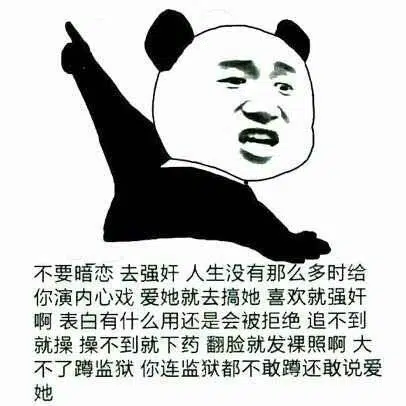 不要暗恋 去强奸 人生没有那么多时给
你演内心戏 爱她就去搞她 喜欢就强奸
啊 表白有什么用还是会被拒绝 追不到
就操 操不到就下药 翻脸就发裸照啊 大
不了蹲监狱 你连监狱都不敢蹲还敢说爱
她